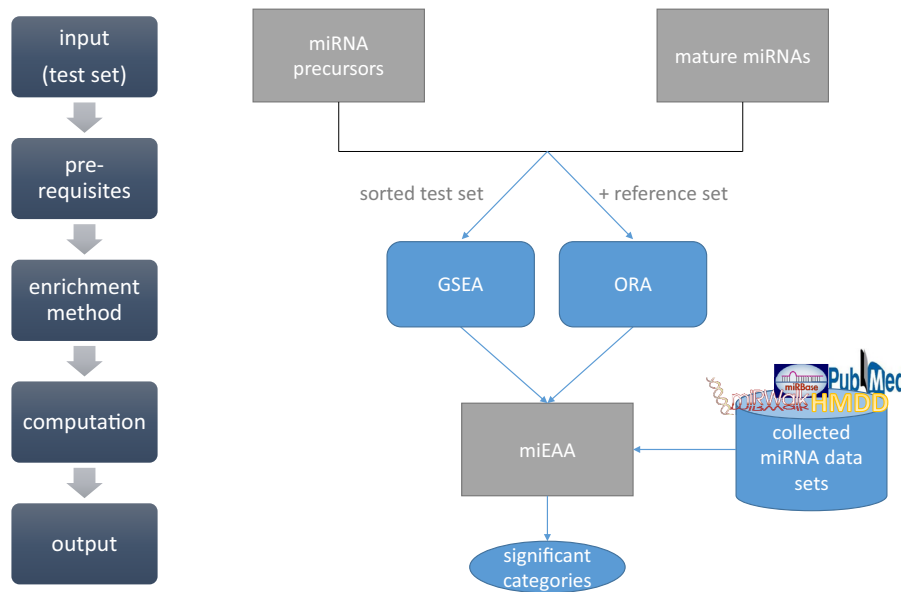 input
(test set)
pre-
requisites
enrichment
method
computation
output
miRNA
precursors
mature miRNAs
sorted test set
+ reference set
GSEA
ORA
miEAA
miRWalk
miRBase
PubMed
HMDD
collected
miRNA data
sets
significant
categories